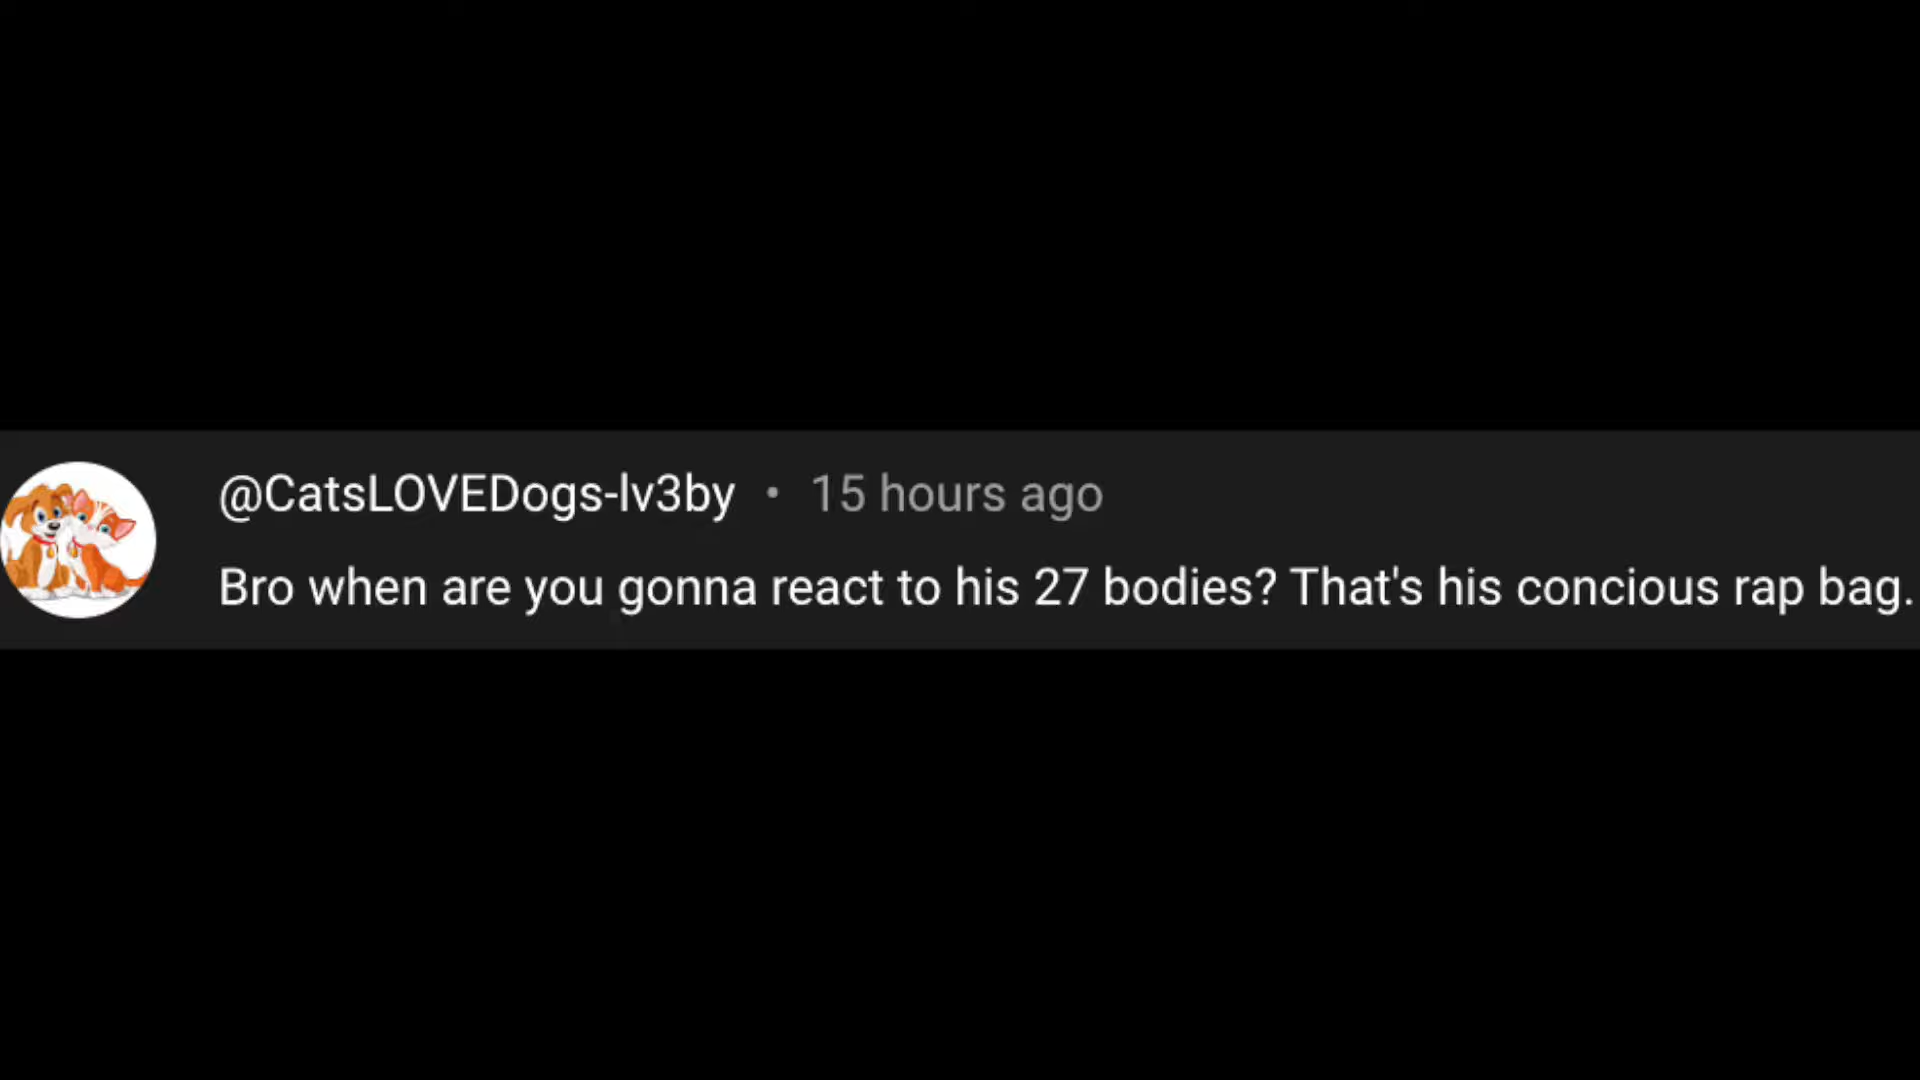 @CatsLOVEDogs-lv3by • 15 hours ago
Bro when are you gonna react to his 27 bodies? That's his concious rap bag.